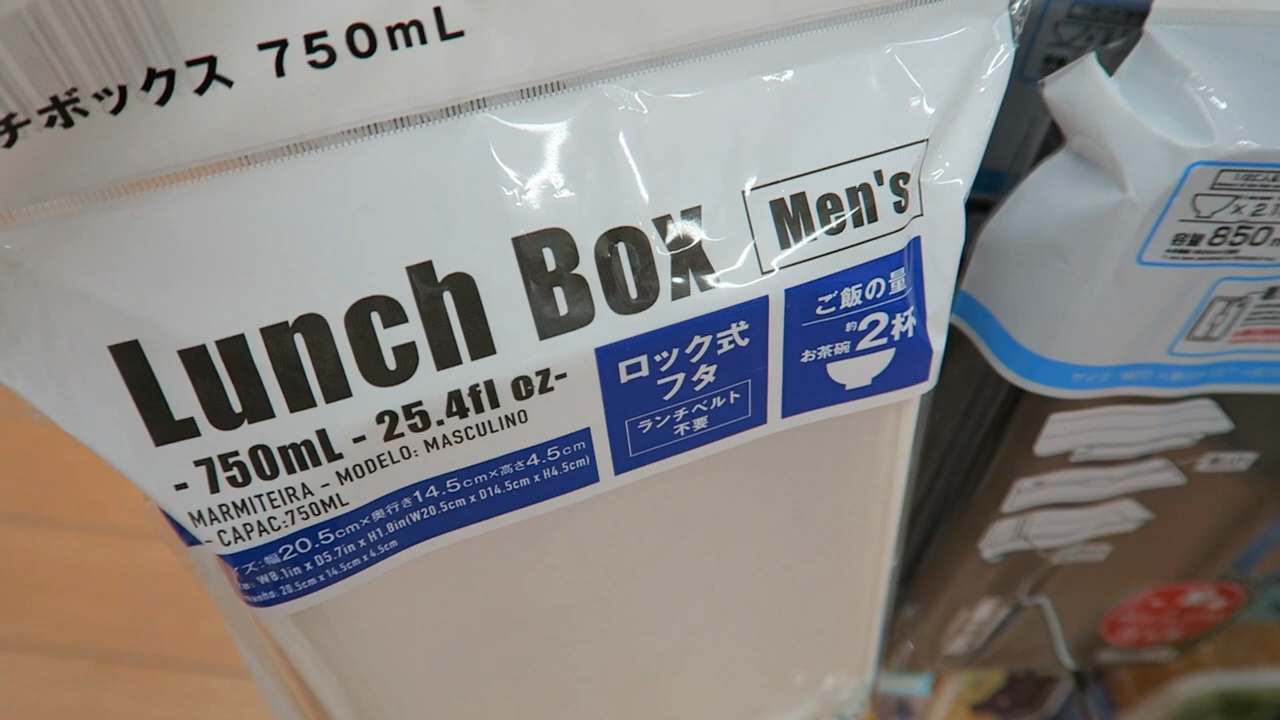 チボックス 750mL
Lunch Box
Men's
- 750mL - 25.4fl oz-
MARMITEIRA - MODELO: MASCULINO
- CAPAC:750ML
イズ:幅20.5cm×奥行き14.5cm×高さ4.5cm
W8.1in x D5.7in x H1.8in(W20.5cm x D14.5cm x H4.5cm)
20.5cm x 14.5cm x 4.5cm
ロック式
フタ
ランチベルト
不要
ご飯の量
お茶碗 約2杯
×2
容量 850m